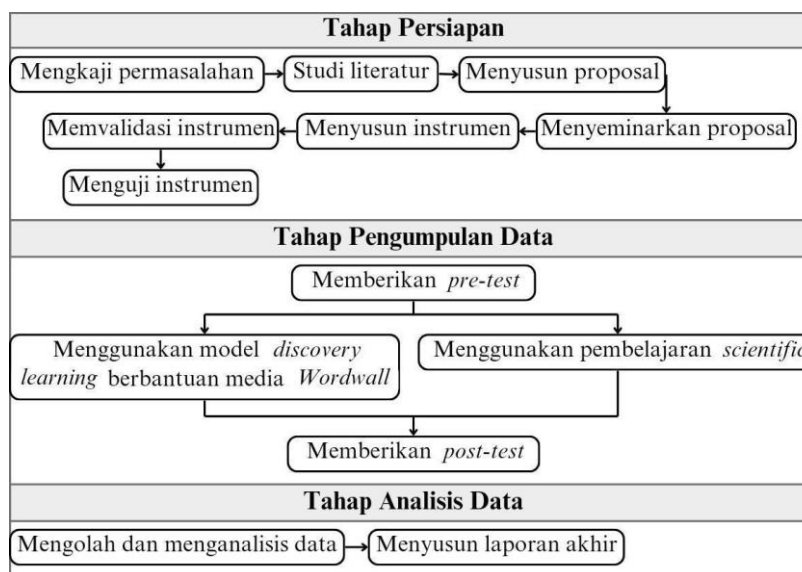 Tahap Persiapan
Mengkaji permasalahan
Studi literatur
Menyusun proposal
Menyeminarkan proposal
Menyusun instrumen
Memvalidasi instrumen
Menguji instrumen
Tahap Pengumpulan Data
Memberikan pre-test
Menggunakan model discovery
learning berbantuan media Wordwall
Menggunakan pembelajaran scientific
Memberikan post-test
Tahap Analisis Data
Mengolah dan menganalisis data
Menyusun laporan akhir